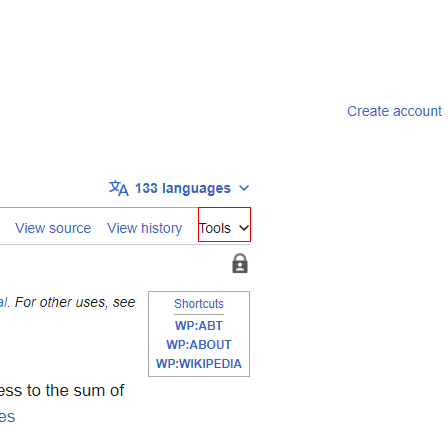 Create account
133 languages
View source View history Tools
al. For other uses, see
Shortcuts
WP:ABT
WP:ABOUT
WP:WIKIPEDIA
ess to the sum of
es